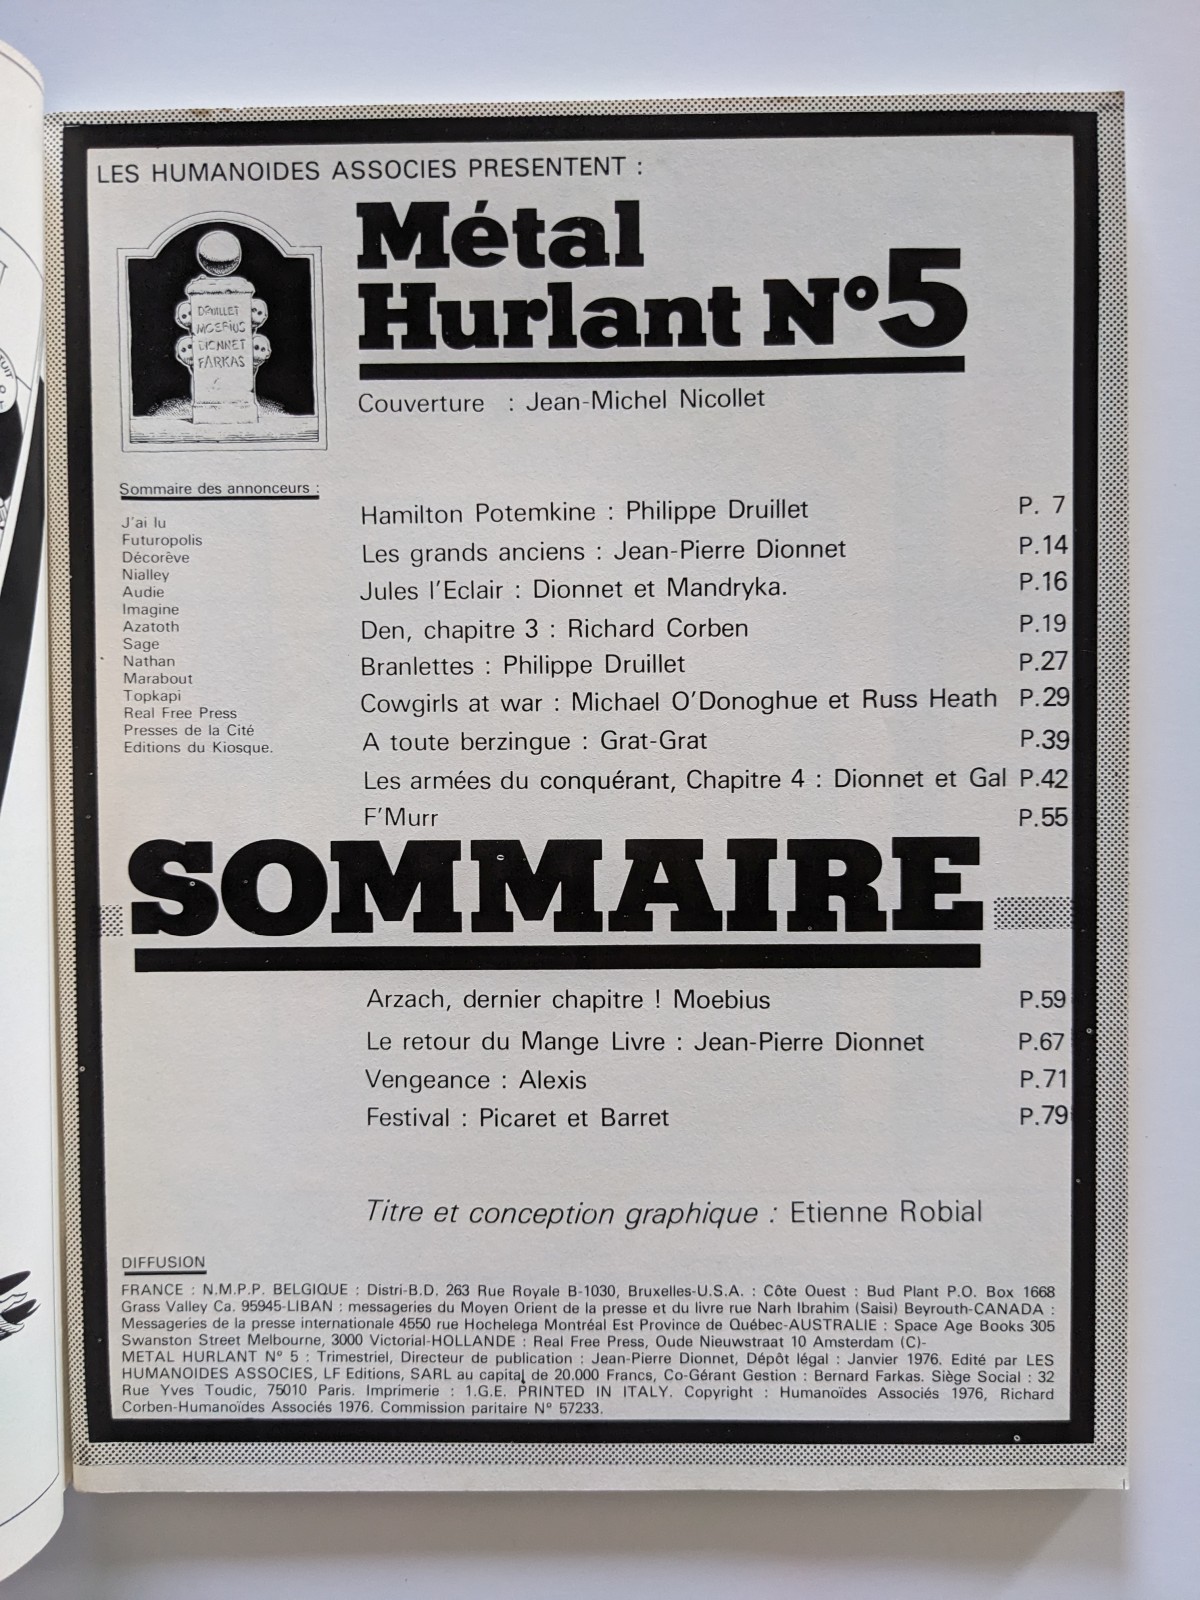 LES HUMANOIDES ASSOCIES PRESENTENT :
Métal
Hurlant Nº5
DRUILLET
MOEBIUS
DIONNET
FARKAS
Couverture : Jean-Michel Nicollet
Sommaire des annonceurs :
J'ai lu
Futuropolis
Décorève
Nialley
Audie
Imagine
Azatoth
Sage
Nathan
Marabout
Topkapi
Real Free Press
Presses de la Cité
Editions du Kiosque.
Hamilton Potemkine : Philippe Druillet P. 7
Les grands anciens : Jean-Pierre Dionnet P.14
Jules l'Eclair : Dionnet et Mandryka. P.16
Den, chapitre 3 : Richard Corben P.19
Branlettes : Philippe Druillet P.27
Cowgirls at war : Michael O'Donoghue et Russ Heath P.29
A toute berzingue : Grat-Grat P.39
Les armées du conquérant, Chapitre 4 : Dionnet et Gal P.42
F'Murr P.55
SOMMAIRE
Arzach, dernier chapitre ! Moebius P.59
Le retour du Mange Livre : Jean-Pierre Dionnet P.67
Vengeance : Alexis P.71
Festival : Picaret et Barret P.79
Titre et conception graphique : Etienne Robial
DIFFUSION
FRANCE : N.M.P.P. BELGIQUE : Distri-B.D. 263 Rue Royale B-1030, Bruxelles-U.S.A. : Côte Ouest : Bud Plant P.O. Box 1668
Grass Valley Ca. 95945-LIBAN : messageries du Moyen Orient de la presse et du livre rue Narh Ibrahim (Saisi) Beyrouth-CANADA :
Messageries de la presse internationale 4550 rue Hochelega Montréal Est Province de Québec-AUSTRALIE : Space Age Books 305
Swanston Street Melbourne, 3000 Victorial-HOLLANDE : Real Free Press, Oude Nieuwstraat 10 Amsterdam (C)-
METAL HURLANT Nº 5 : Trimestriel, Directeur de publication : Jean-Pierre Dionnet, Dépôt légal : Janvier 1976. Edité par LES
HUMANOIDES ASSOCIES, LF Editions, SARL au capital de 20.000 Francs, Co-Gérant Gestion : Bernard Farkas. Siège Social : 32
Rue Yves Toudic, 75010 Paris. Imprimerie : 1.G.E. PRINTED IN ITALY. Copyright : Humanoïdes Associés 1976, Richard
Corben-Humanoïdes Associés 1976. Commission paritaire Nº 57233.